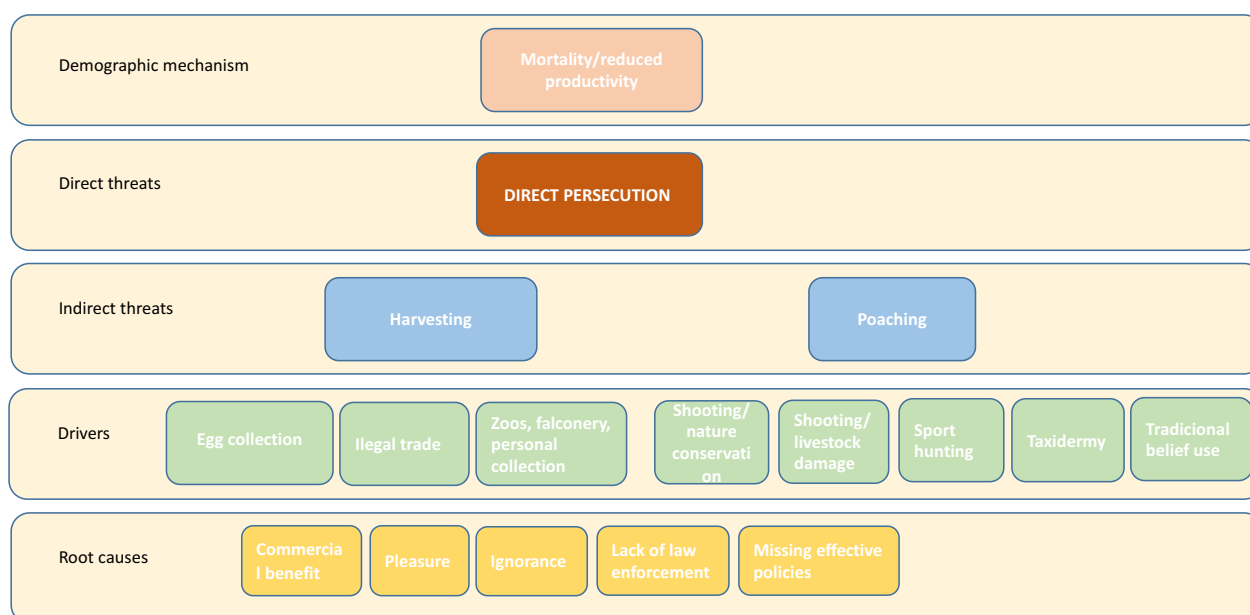 Demographic mechanism
Mortality/reduced
productivity
Direct threats
DIRECT PERSECUTION
Indirect threats
Harvesting
Poaching
Drivers
Egg collection
Ilegal trade
Zoos, falconery,
personal
collection
Shooting/
nature
conservati
on
Shooting/
livestock
damage
Sport
hunting
Taxidermy
Tradicional
belief use
Root causes
Commercia
l benefit
Pleasure
Ignorance
Lack of law
enforcement
Missing effective
policies